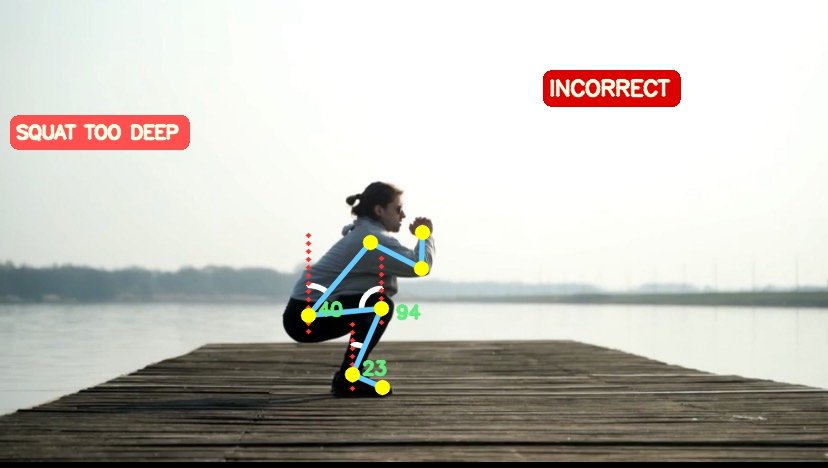 INCORRECT
SQUAT TOO DEEP
40
94
23